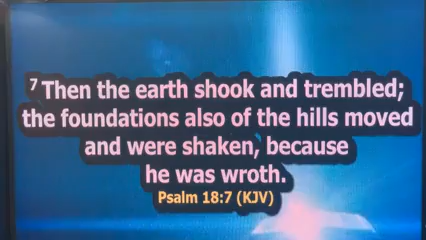 7 Then the earth shook and trembled;
the foundations also of the hills moved
and were shaken, because
he was wroth.
Psalm 18:7 (KJV)